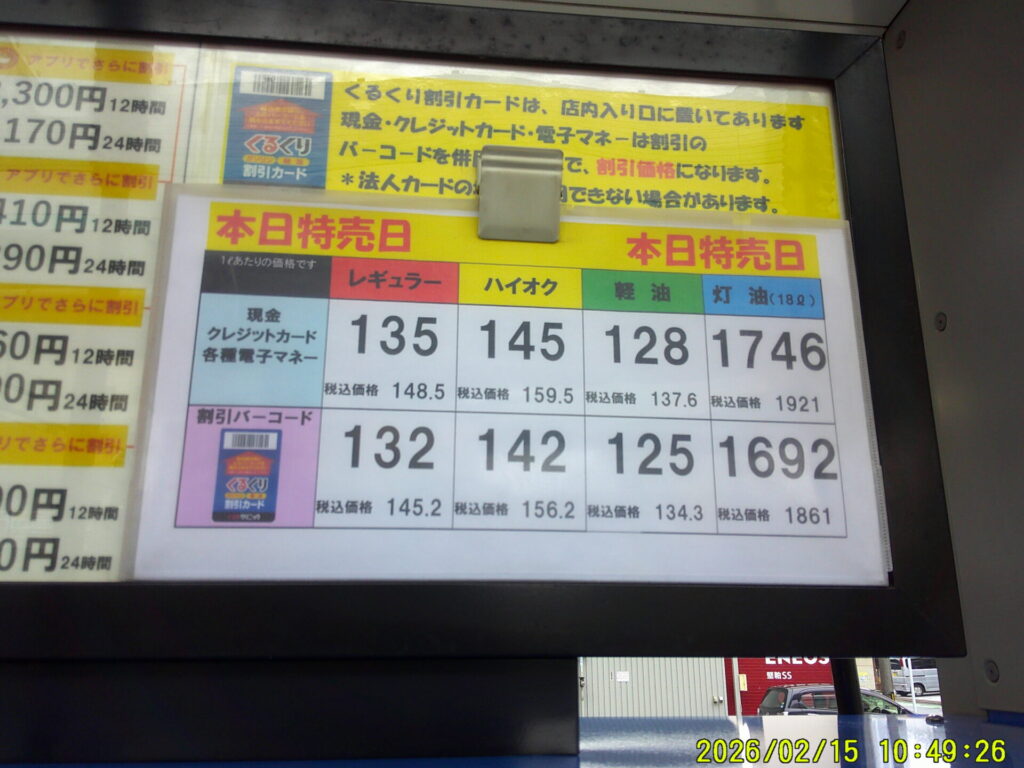 アプリでさらに割引
,300円 12時間
170円 24時間
アプリでさらに割引
410円 12時間
90円 24時間
プリでさらに割引
60円 12時間
0円 24時間
リでさらに割引
00円 12時間
0円 24時間
くるくり
割引カード
くるくり割引カードは、店内入り口に置いてあります
現金・クレジットカード・電子マネーは割引の
バーコードを併 で、割引価格になります。
*法人カードの できない場合があります。
本日特売日 本日特売日
1ℓあたりの価格です レギュラー ハイオク 軽油 灯油(18ℓ)
現金
クレジットカード
各種電子マネー
135 145 128 1746
税込価格 148.5 税込価格 159.5 税込価格 137.6 税込価格 1921
割引バーコード
くるくり
割引カード
132 142 125 1692
税込価格 145.2 税込価格 156.2 税込価格 134.3 税込価格 1861
ENEOS
2026/02/15 10:49:26